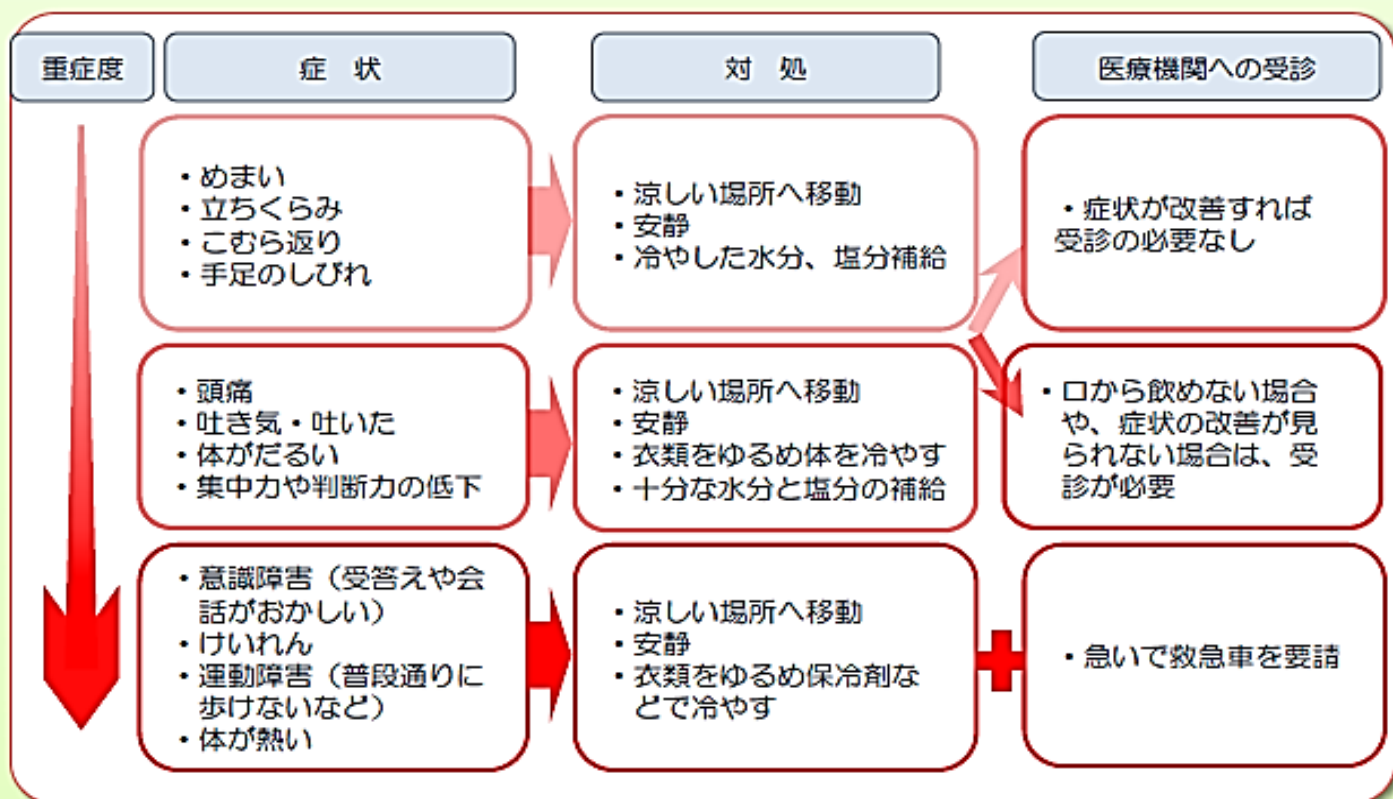 重症度
症 状
対 処
医療機関への受診
・めまい
・立ちくらみ
・こむら返り
・手足のしびれ
・涼しい場所へ移動
・安静
・冷やした水分、塩分補給
・症状が改善すれば
受診の必要なし
・頭痛
・吐き気・吐いた
・体がだるい
・集中力や判断力の低下
・涼しい場所へ移動
・安静
・衣類をゆるめ体を冷やす
・十分な水分と塩分の補給
・口から飲めない場合
や、症状の改善が見
られない場合は、受
診が必要
・意識障害（受答えや会
話がおかしい）
・けいれん
・運動障害（普段通りに
歩けないなど）
・体が熱い
・涼しい場所へ移動
・安静
・衣類をゆるめ保冷剤な
どで冷やす
・急いで救急車を要請